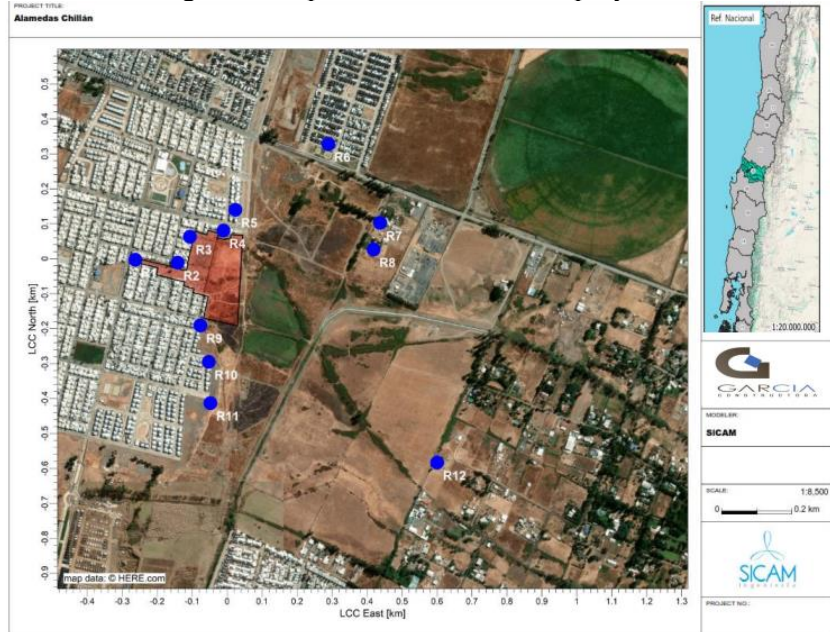 PROJECT TITLE:
Alamedas Chillán
Ref. Nacional
1:20.000.000
LCC North [km]
0.5
0.4
0.3
0.2
0.1
0
-0.1
-0.2
-0.3
-0.4
-0.5
-0.6
-0.7
-0.8
-0.9
R6
R5
R7
R4
R3
R8
R1
R2
R9
R10
R11
R12
map data: © HERE.com
-0.4 -0.3 -0.2 -0.1 0 0.1 0.2 0.3 0.4 0.5 0.6 0.7 0.8 0.9 1 1.1 1.2 1.3
LCC East [km]
GARCIA
CONSTRUCTORA
MODELER:
SICAM
SCALE: 1:8,500
0 0.2 km
SICAM
Ingeniería
PROJECT NO.: